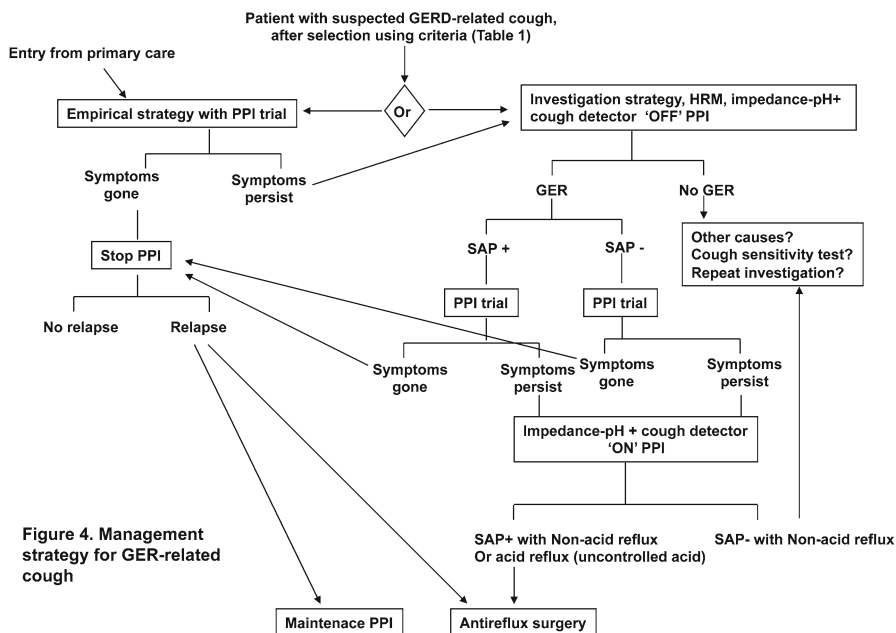 Patient with suspected GERD-related cough,
after selection using criteria (Table 1)
Entry from primary care
Empirical strategy with PPI trial
Or
Investigation strategy, HRM, impedance-pH+
cough detector ‘OFF’ PPI
Symptoms
gone
Symptoms
persist
GER
No GER
Other causes?
Cough sensitivity test?
Repeat investigation?
Stop PPI
SAP +
SAP -
PPI trial
PPI trial
No relapse
Relapse
Symptoms
gone
Symptoms
persist
Symptoms
gone
Symptoms
persist
Impedance-pH + cough detector
‘ON’ PPI
Figure 4. Management
strategy for GER-related
cough
SAP+ with Non-acid reflux
Or acid reflux (uncontrolled acid)
SAP- with Non-acid reflux
Maintenace PPI
Antireflux surgery